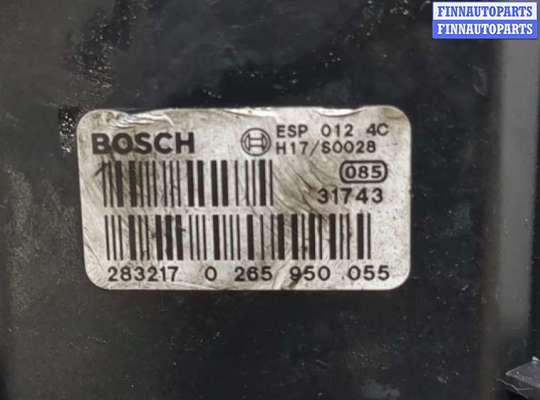 FINNAUTOPARTS
FINNAUTOPARTS
BOSCH ESP 012 4C
H17/S0028
085
31743
283217 0 265 950 055